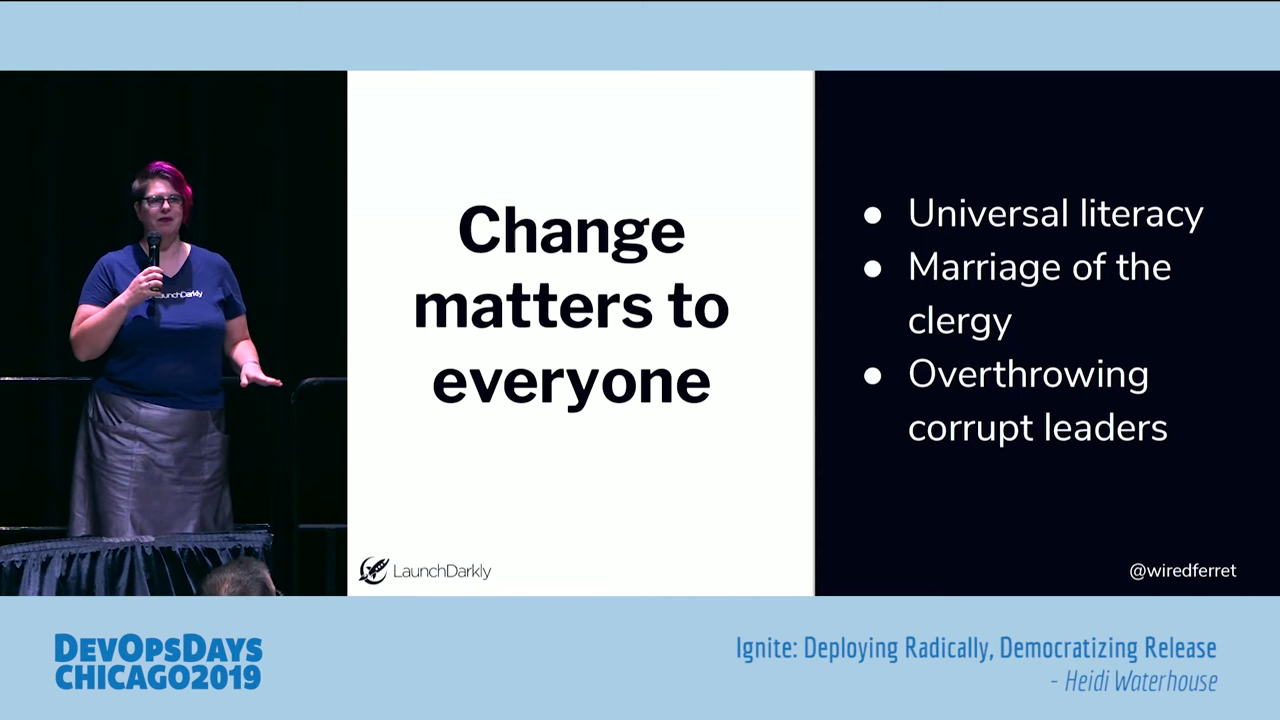 LaunchDarkly
Change
matters to
everyone
LaunchDarkly
● Universal literacy
● Marriage of the
clergy
● Overthrowing
corrupt leaders
@wiredferret
DevOpsDays
Chicago2019
Ignite: Deploying Radically, Democratizing Release
- Heidi Waterhouse